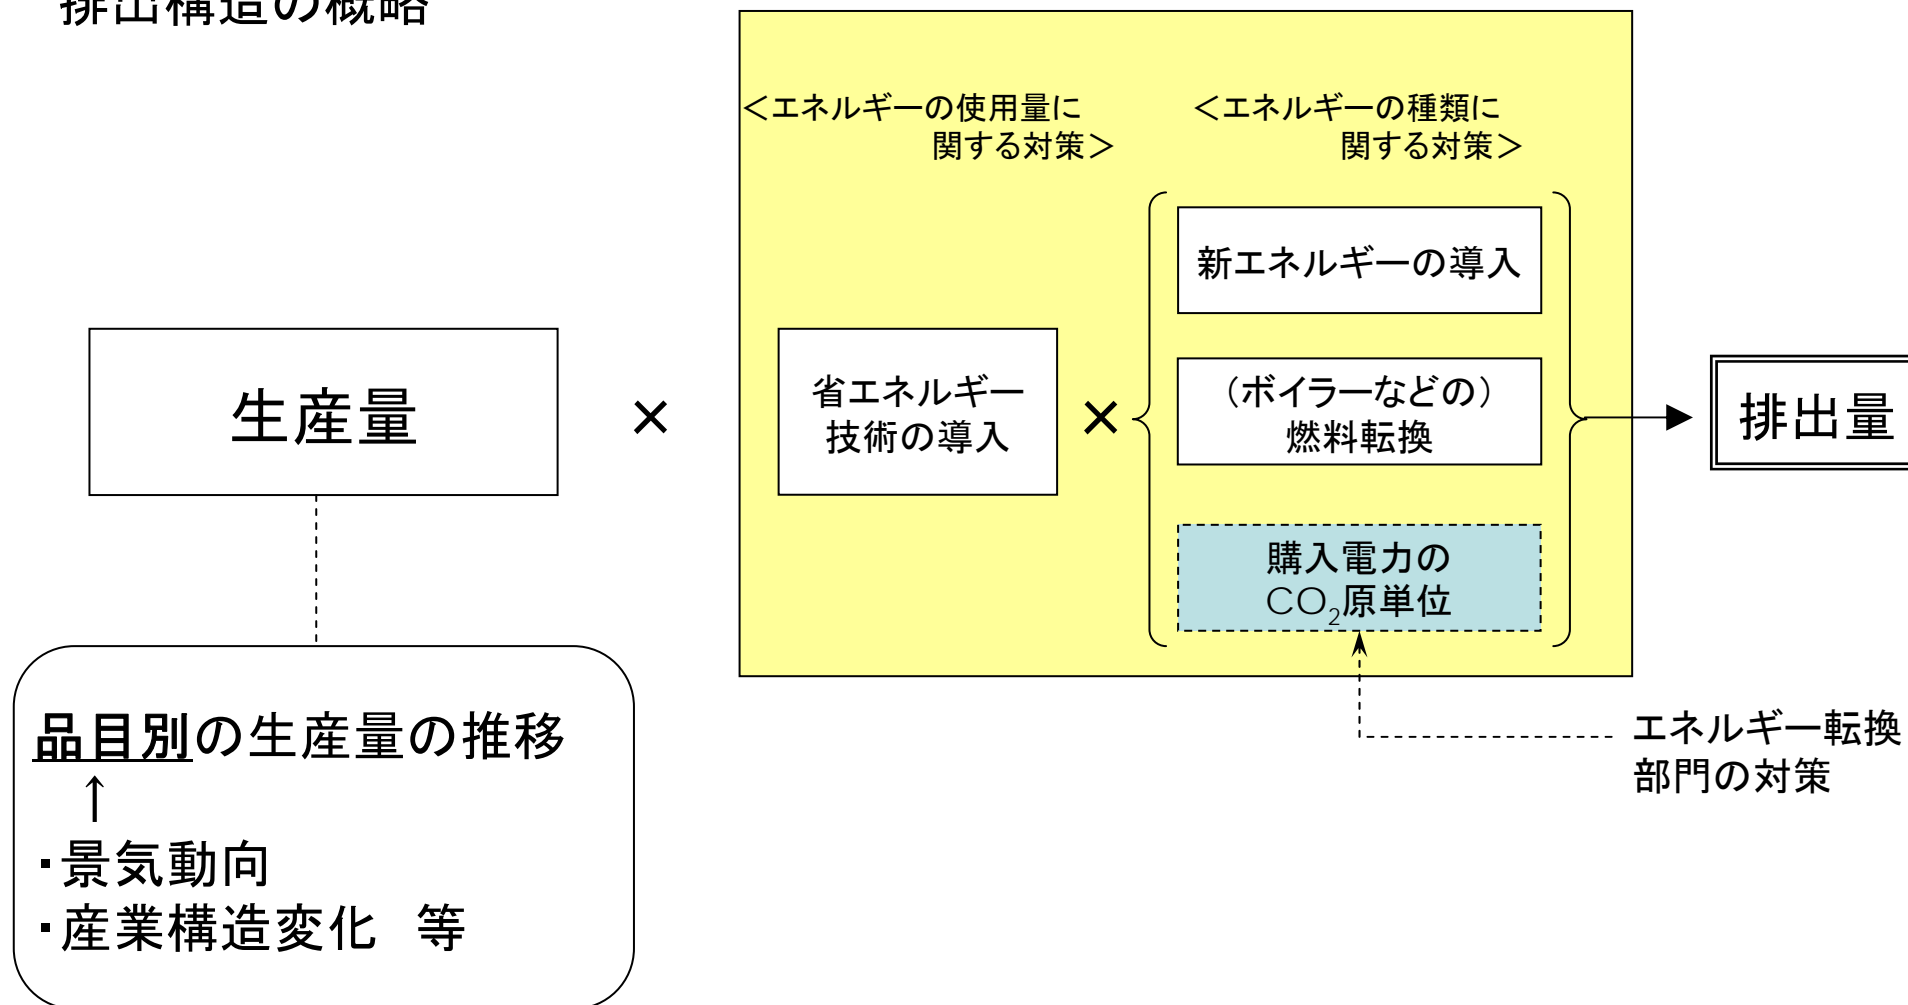 排出構造の概略
＜エネルギーの使用量に
関する対策＞
＜エネルギーの種類に
関する対策＞
生産量
×
省エネルギー
技術の導入
×
新エネルギーの導入
（ボイラーなどの）
燃料転換
購入電力の
CO₂原単位
排出量
エネルギー転換
部門の対策
品目別の生産量の推移
↑
・景気動向
・産業構造変化　等